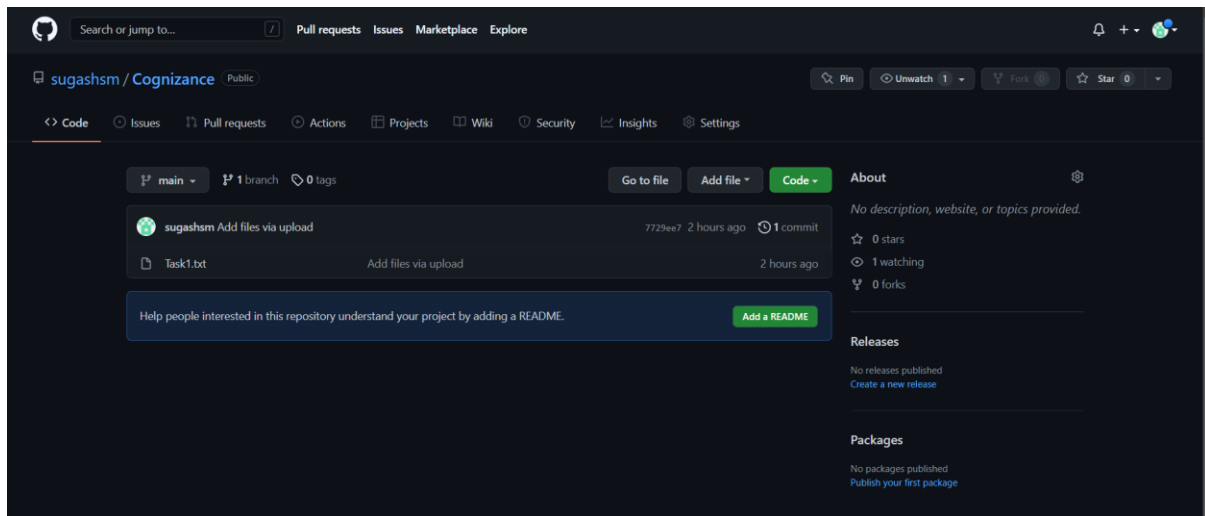 Search or jump to... / Pull requests Issues Marketplace Explore
sugashsm / Cognizance Public Pin Unwatch 1 Fork 0 Star 0
Code Issues Pull requests Actions Projects Wiki Security Insights Settings
main 1 branch 0 tags Go to file Add file Code
sugashsm Add files via upload 7729ee7 2 hours ago 1 commit
Task1.txt Add files via upload 2 hours ago
Help people interested in this repository understand your project by adding a README. Add a README
About
No description, website, or topics provided.
0 stars
1 watching
0 forks
Releases
No releases published
Create a new release
Packages
No packages published
Publish your first package